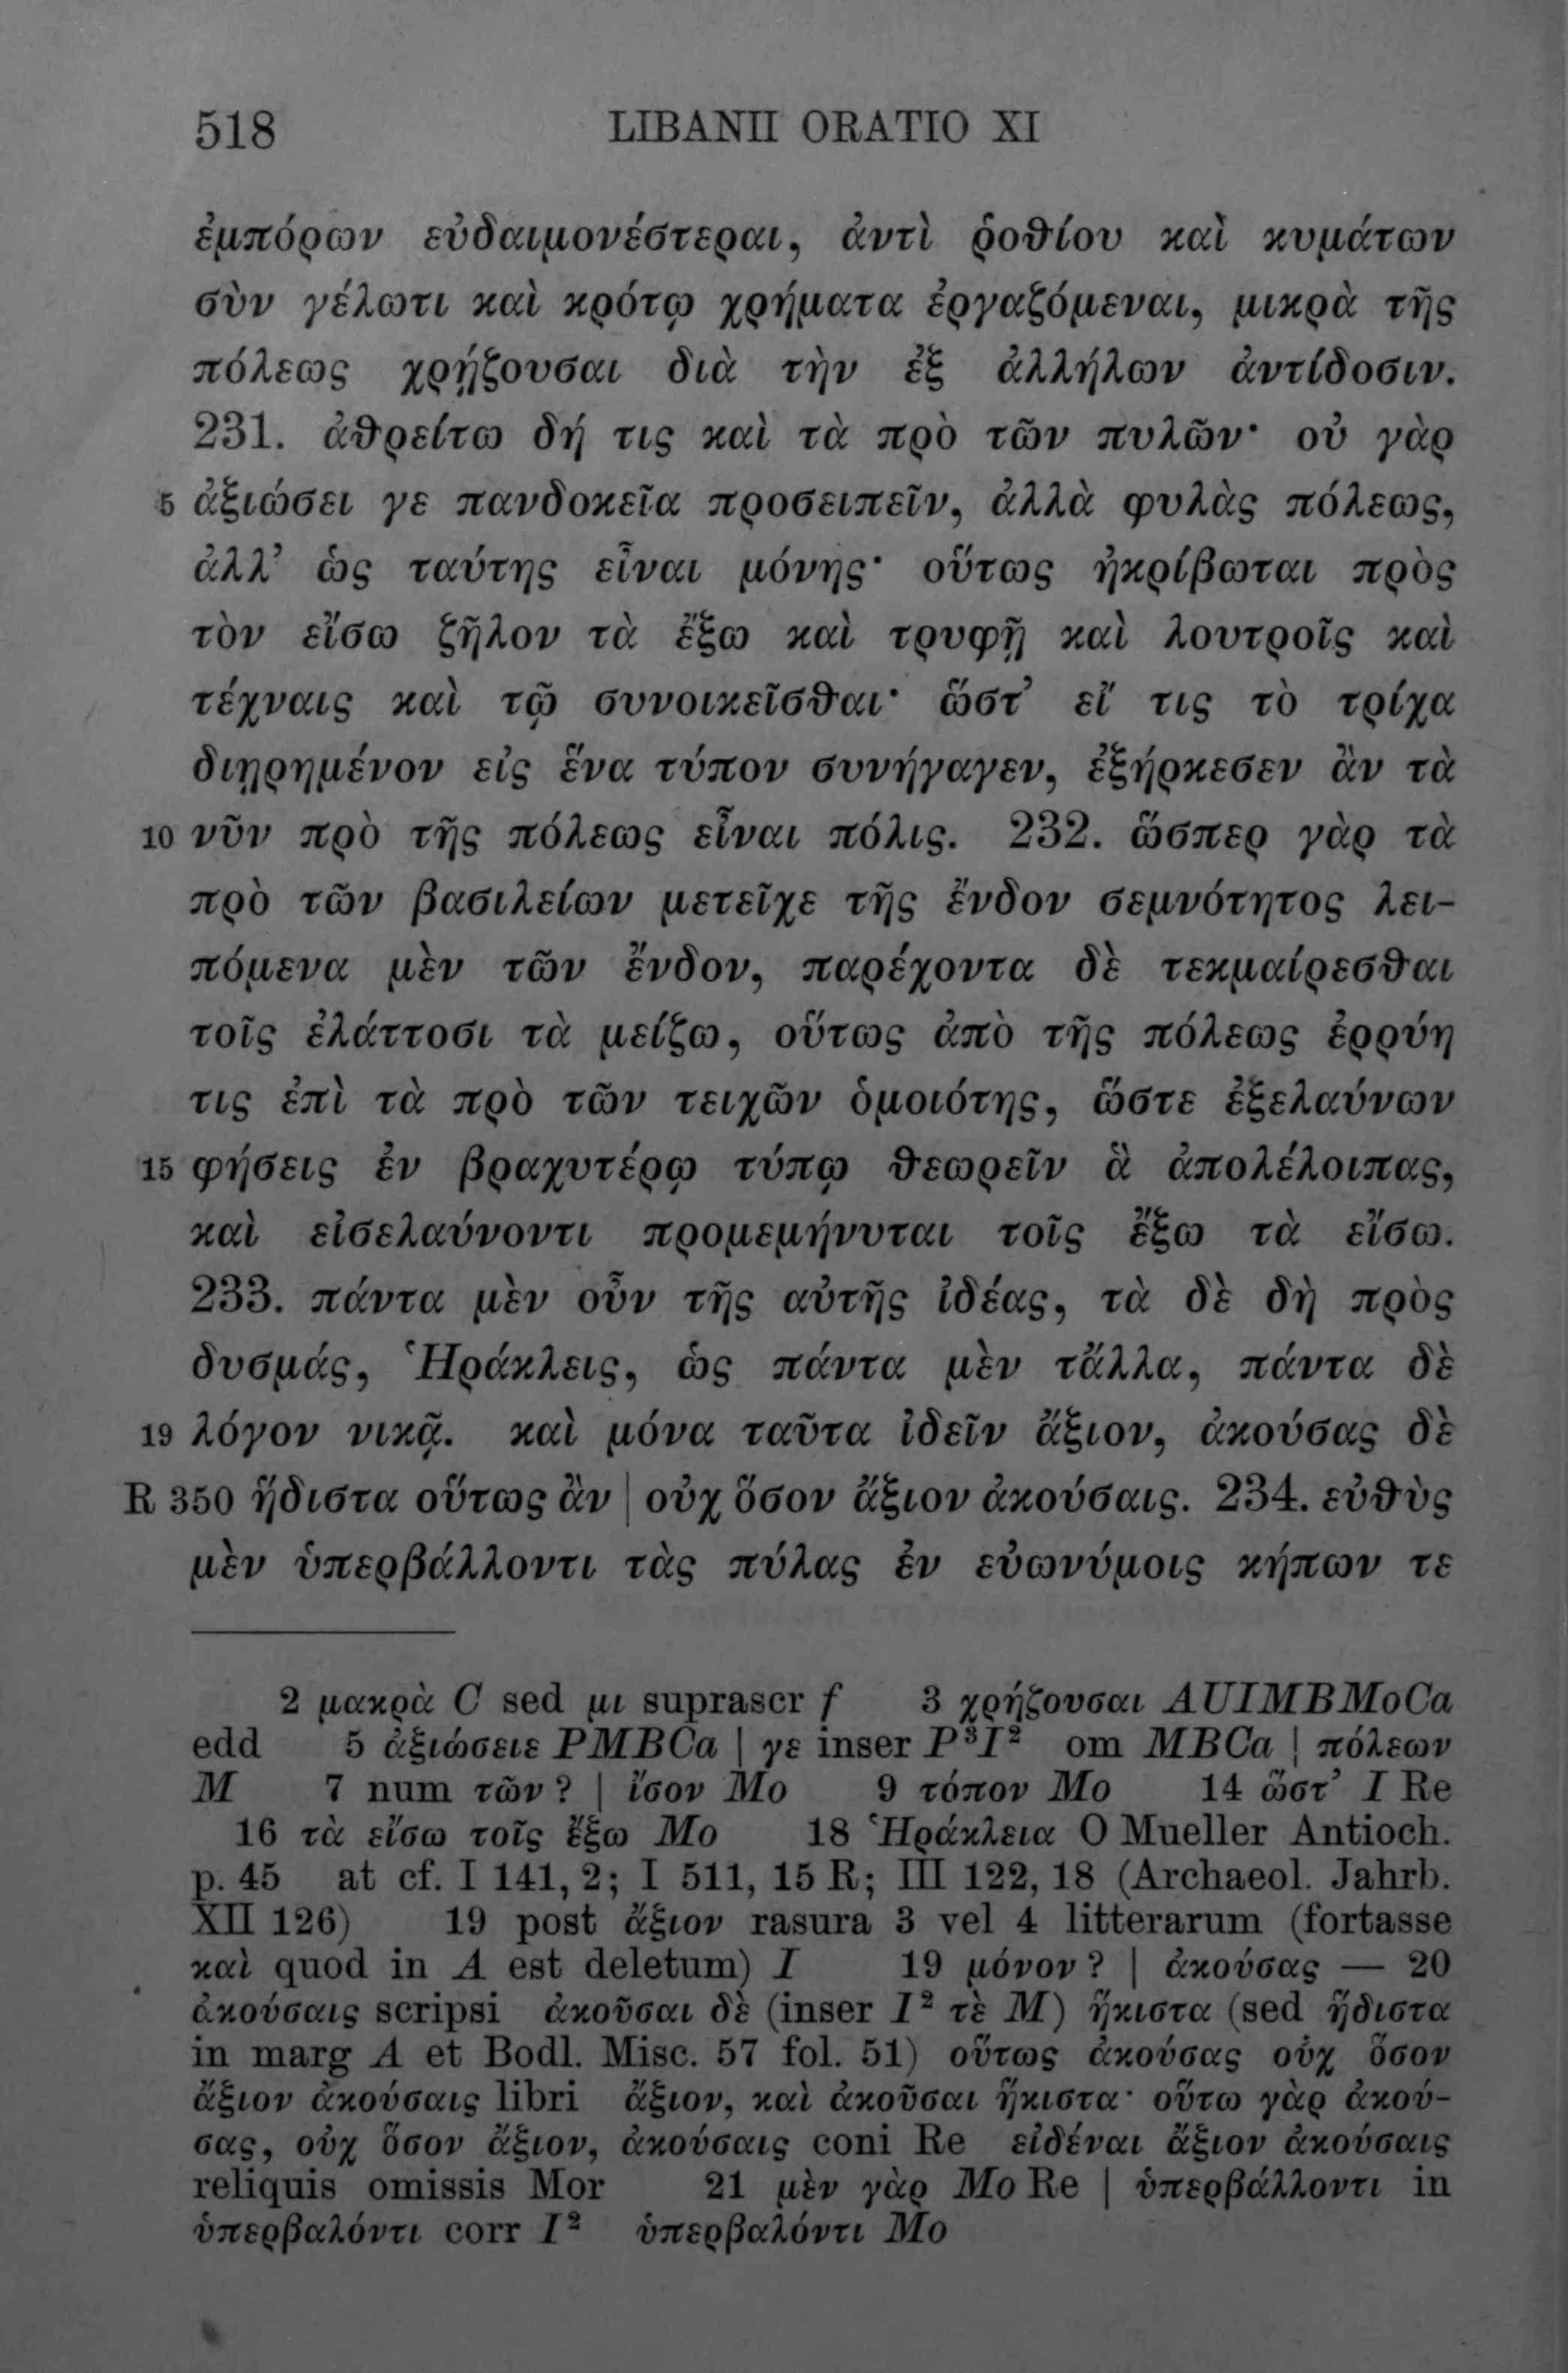 518 LIBANII ORATIO XI
ἐμπόρων εὐδαιμονέστεραι, ἀντὶ ῥοθίου καὶ κυμάτων
σὺν γέλωτι καὶ κρότῳ χρήματα ἐργαζόμεναι, μικρὰ τῆς
πόλεως χρῄζουσαι διὰ τὴν ἐξ ἀλλήλων ἀντίδοσιν.
231. ἀθρείτω δή τις καὶ τὰ πρὸ τῶν πυλῶν· οὐ γὰρ
5 ἀξιώσει γε πανδοκεῖα προσειπεῖν, ἀλλὰ φυλὰς πόλεως,
ἀλλ’ ὡς ταύτης εἶναι μόνης· οὕτως ἠκρίβωται πρὸς
τὸν εἴσω ζῆλον τὰ ἔξω καὶ τρυφῇ καὶ λουτροῖς καὶ
τέχναις καὶ τῷ συνοικεῖσθαι· ὥστ’ εἴ τις τὸ τρίχα
διῃρημένον εἰς ἕνα τύπον συνήγαγεν, ἐξήρκεσεν ἂν τὰ
10 νῦν πρὸ τῆς πόλεως εἶναι πόλις. 232. ὥσπερ γὰρ τὰ
πρὸ τῶν βασιλείων μετεῖχε τῆς ἔνδον σεμνότητος λει-
πόμενα μὲν τῶν ἔνδον, παρέχοντα δὲ τεκμαίρεσθαι
τοῖς ἐλάττοσι τὰ μείζω, οὕτως ἀπὸ τῆς πόλεως ἐρρύη
τις ἐπὶ τὰ πρὸ τῶν τειχῶν ὁμοιότης, ὥστε ἐξελαύνων
15 φήσεις ἐν βραχυτέρῳ τύπῳ θεωρεῖν ἃ ἀπολέλοιπας,
καὶ εἰσελαύνοντι προμεμήνυται τοῖς ἔξω τὰ εἴσω.
233. πάντα μὲν οὖν τῆς αὐτῆς ἰδέας, τὰ δὲ δὴ πρὸς
δυσμάς, Ἡράκλεις, ὡς πάντα μὲν τἄλλα, πάντα δὲ
19 λόγον νικᾷ. καὶ μόνα ταῦτα ἰδεῖν ἄξιον, ἀκούσας δὲ
R 350 ἥδιστα οὕτως ἂν | οὐχ ὅσον ἄξιον ἀκούσαις. 234. εὐθὺς
μὲν ὑπερβάλλοντι τὰς πύλας ἐν εὐωνύμοις κήπων τε
2 μακρὰ C sed μι suprascr f 3 χρήζουσαι AUIMBMoCa
edd 5 ἀξιώσειε PMBCa | γε inser P³I² om MBCa | πόλεων
M 7 num τῶν? | ἴσον Mo 9 τόπον Mo 14 ὥστ’ I Re
16 τὰ εἴσω τοῖς ἔξω Mo 18 Ἡράκλεια O Mueller Antioch.
p. 45 at cf. I 141, 2; I 511, 15 R; III 122, 18 (Archaeol. Jahrb.
XII 126) 19 post ἄξιον rasura 3 vel 4 litterarum (fortasse
καὶ quod in A est deletum) I 19 μόνον? | ἀκούσας — 20
ἀκούσαις scripsi ἀκοῦσαι δὲ (inser I² τὲ M) ἥκιστα (sed ἥδιστα
in marg A et Bodl. Misc. 57 fol. 51) οὕτως ἀκούσας οὐχ ὅσον
ἄξιον ἀκούσαις libri ἄξιον, καὶ ἀκοῦσαι ἥκιστα· οὕτω γὰρ ἀκού-
σας, οὐχ ὅσον ἄξιον, ἀκούσαις coni Re εἰδέναι ἄξιον ἀκούσαις
reliquis omissis Mor 21 μὲν γὰρ Mo Re | ὑπερβάλλοντι in
ὑπερβαλόντι corr I² ὑπερβαλόντι Mo